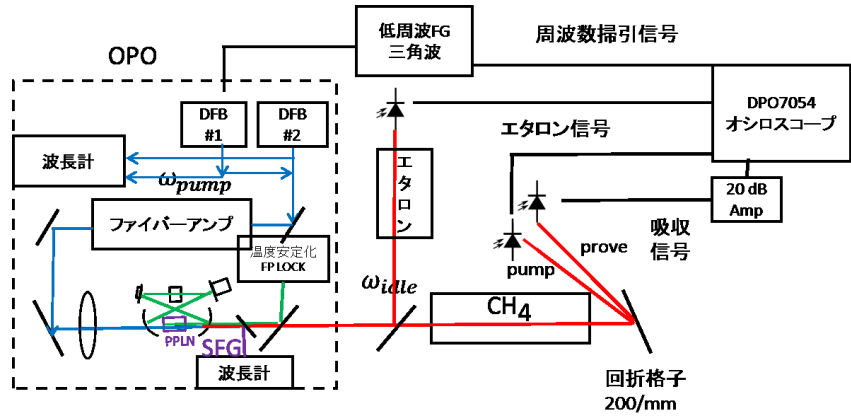 OPO
低周波FG
三角波
周波数掃引信号
DFB
#1
DFB
#2
DPO7054
オシロスコープ
エタロン信号
波長計
ω_pump
エタロン
20 dB
Amp
ファイバーアンプ
吸収
信号
温度安定化
FP LOCK
prove
pump
ω_idle
CH4
PPLN
SFG
波長計
回折格子
200/mm